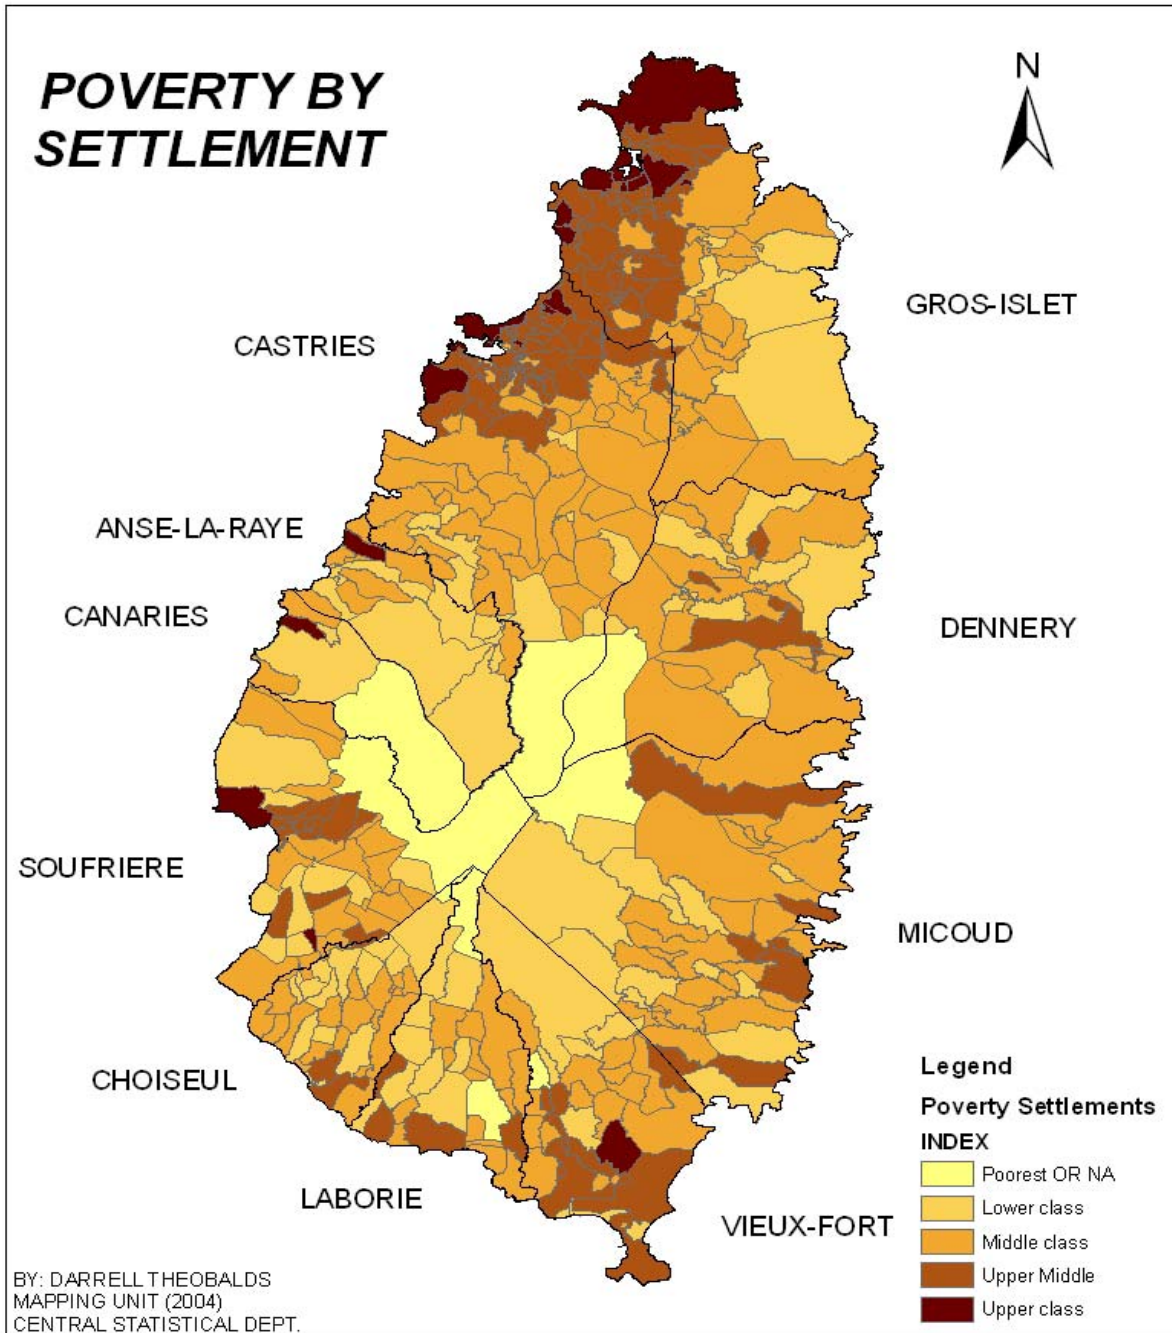 POVERTY BY
SETTLEMENT
N
GROS-ISLET
CASTRIES
ANSE-LA-RAYE
CANARIES
DENNERY
SOUFRIERE
MICOUD
CHOISEUL
LABORIE
VIEUX-FORT
Legend
Poverty Settlements
INDEX
Poorest OR NA
Lower class
Middle class
Upper Middle
Upper class
BY: DARRELL THEOBALDS
MAPPING UNIT (2004)
CENTRAL STATISTICAL DEPT.